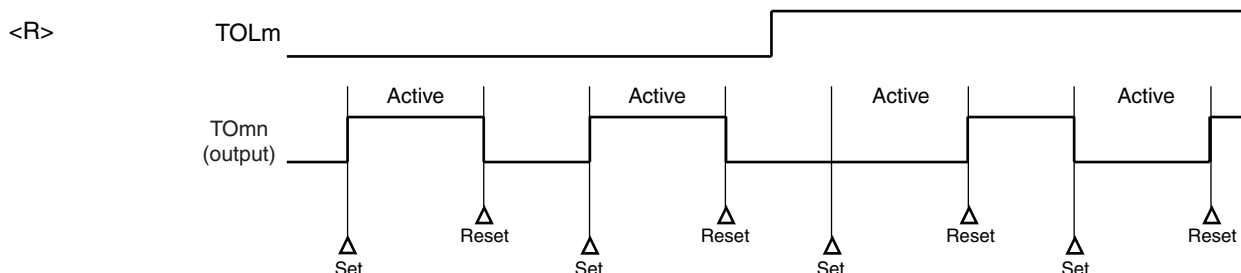 <R>
TOLm
Active Active Active Active
TOmn
(output)
Reset Reset Reset Reset
Set Set Set Set